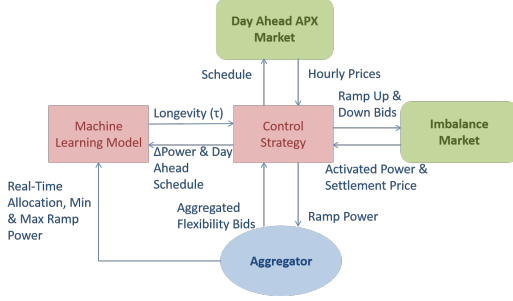 Day Ahead APX
Market
Schedule
Hourly Prices
Ramp Up &
Down Bids
Longevity (τ)
Machine
Learning Model
Control
Strategy
Imbalance
Market
ΔPower & Day
Ahead
Schedule
Activated Power &
Settlement Price
Real-Time
Allocation, Min
& Max Ramp
Power
Aggregated
Flexibility Bids
Ramp Power
Aggregator